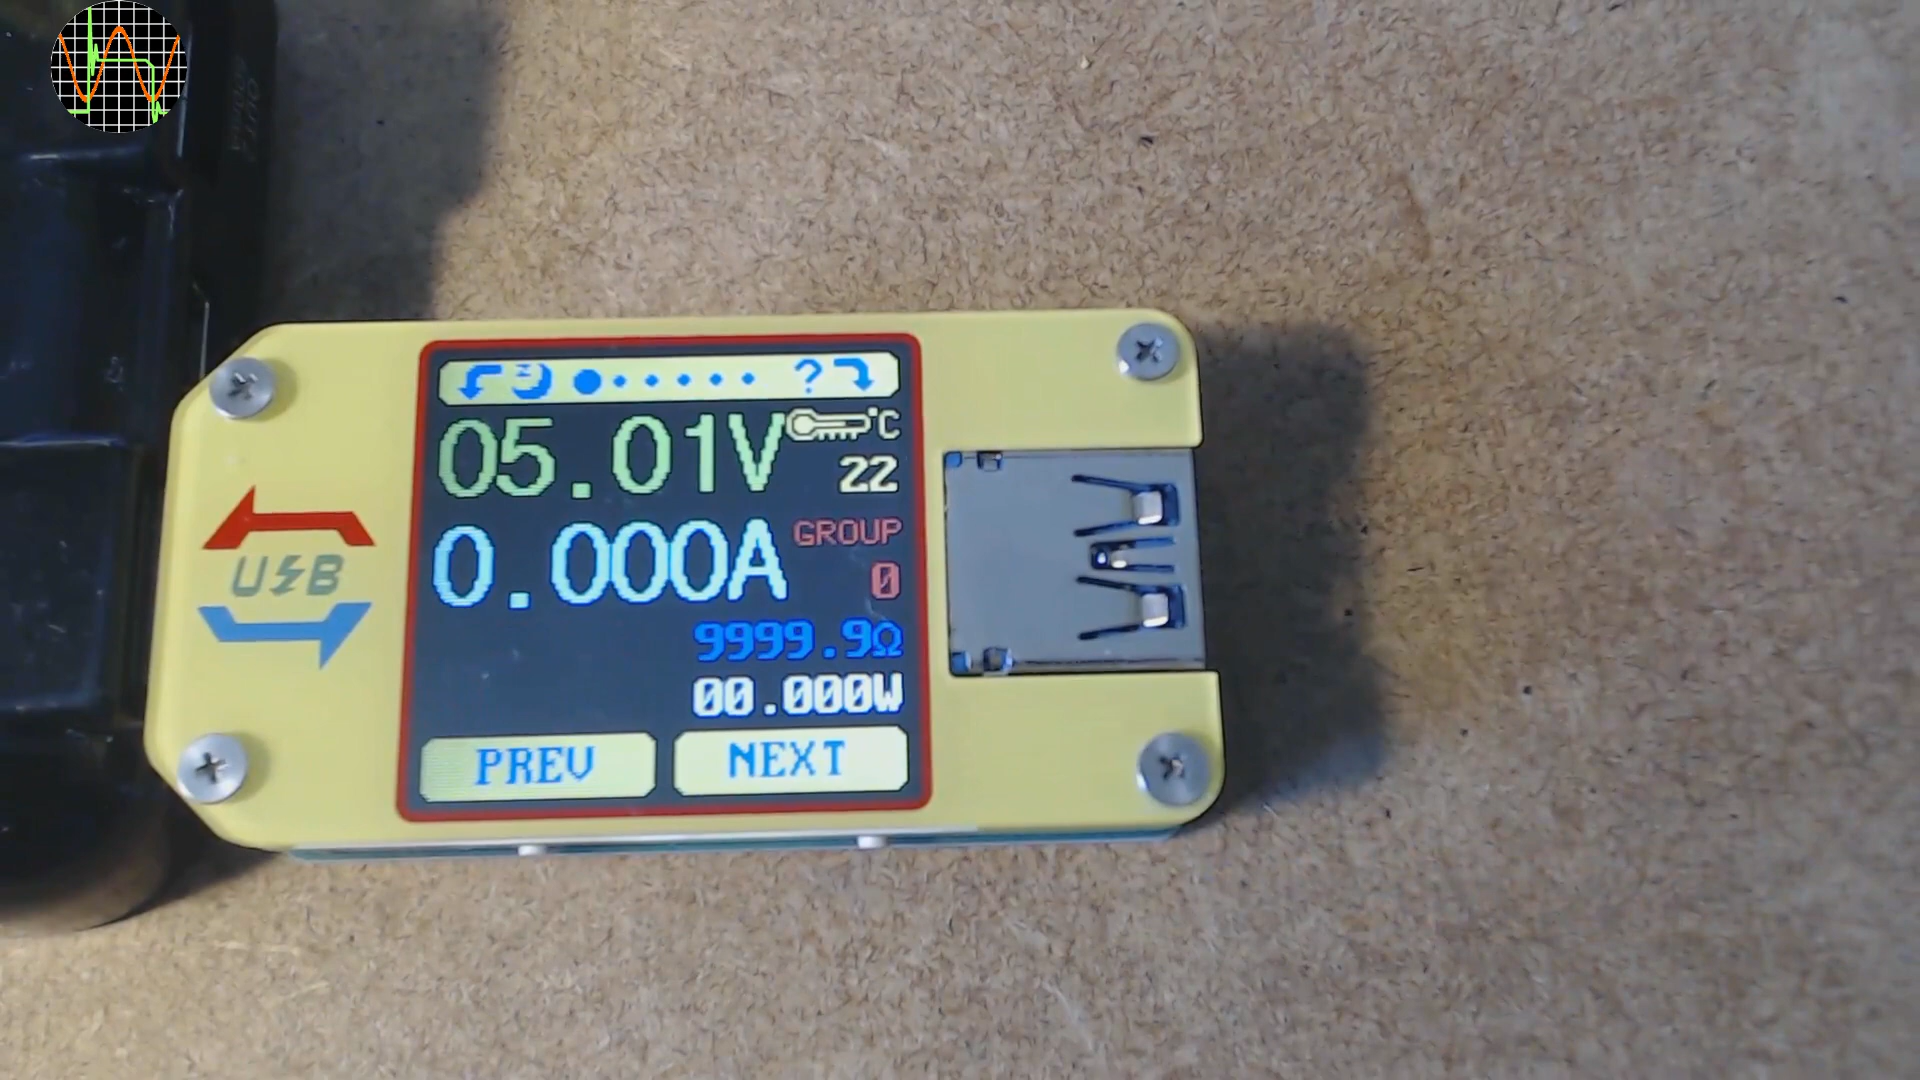 ?
05.01V °C
22
0.000A GROUP
0
9999.9Ω
00.000W
PREV NEXT
USB